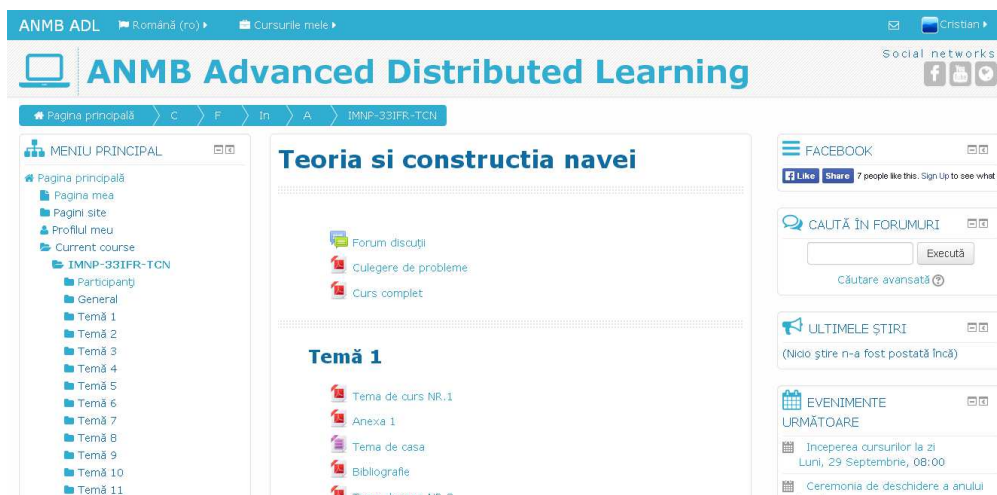 ANMB ADL Română (ro) Cursurile mele Cristian
ANMB Advanced Distributed Learning
Social networks
Pagina principală C F In A IMNP-33IFR-TCN
MENIU PRINCIPAL
Pagina principală
Pagina mea
Pagini site
Profilul meu
Current course
IMNP-33IFR-TCN
Participanți
General
Temă 1
Temă 2
Temă 3
Temă 4
Temă 5
Temă 6
Temă 7
Temă 8
Temă 9
Temă 10
Temă 11
Teoria si constructia navei
Forum discuții
Culegere de probleme
Curs complet
Temă 1
Tema de curs NR.1
Anexa 1
Tema de casa
Bibliografie
FACEBOOK
Like Share 7 people like this. Sign Up to see what
CAUTĂ ÎN FORUMURI
Execută
Căutare avansată
ULTIMELE ȘTIRI
(Nicio știre n-a fost postată încă)
EVENIMENTE
URMĂTOARE
Inceperea cursurilor la zi
Luni, 29 Septembrie, 08:00
Ceremonia de deschidere a anului